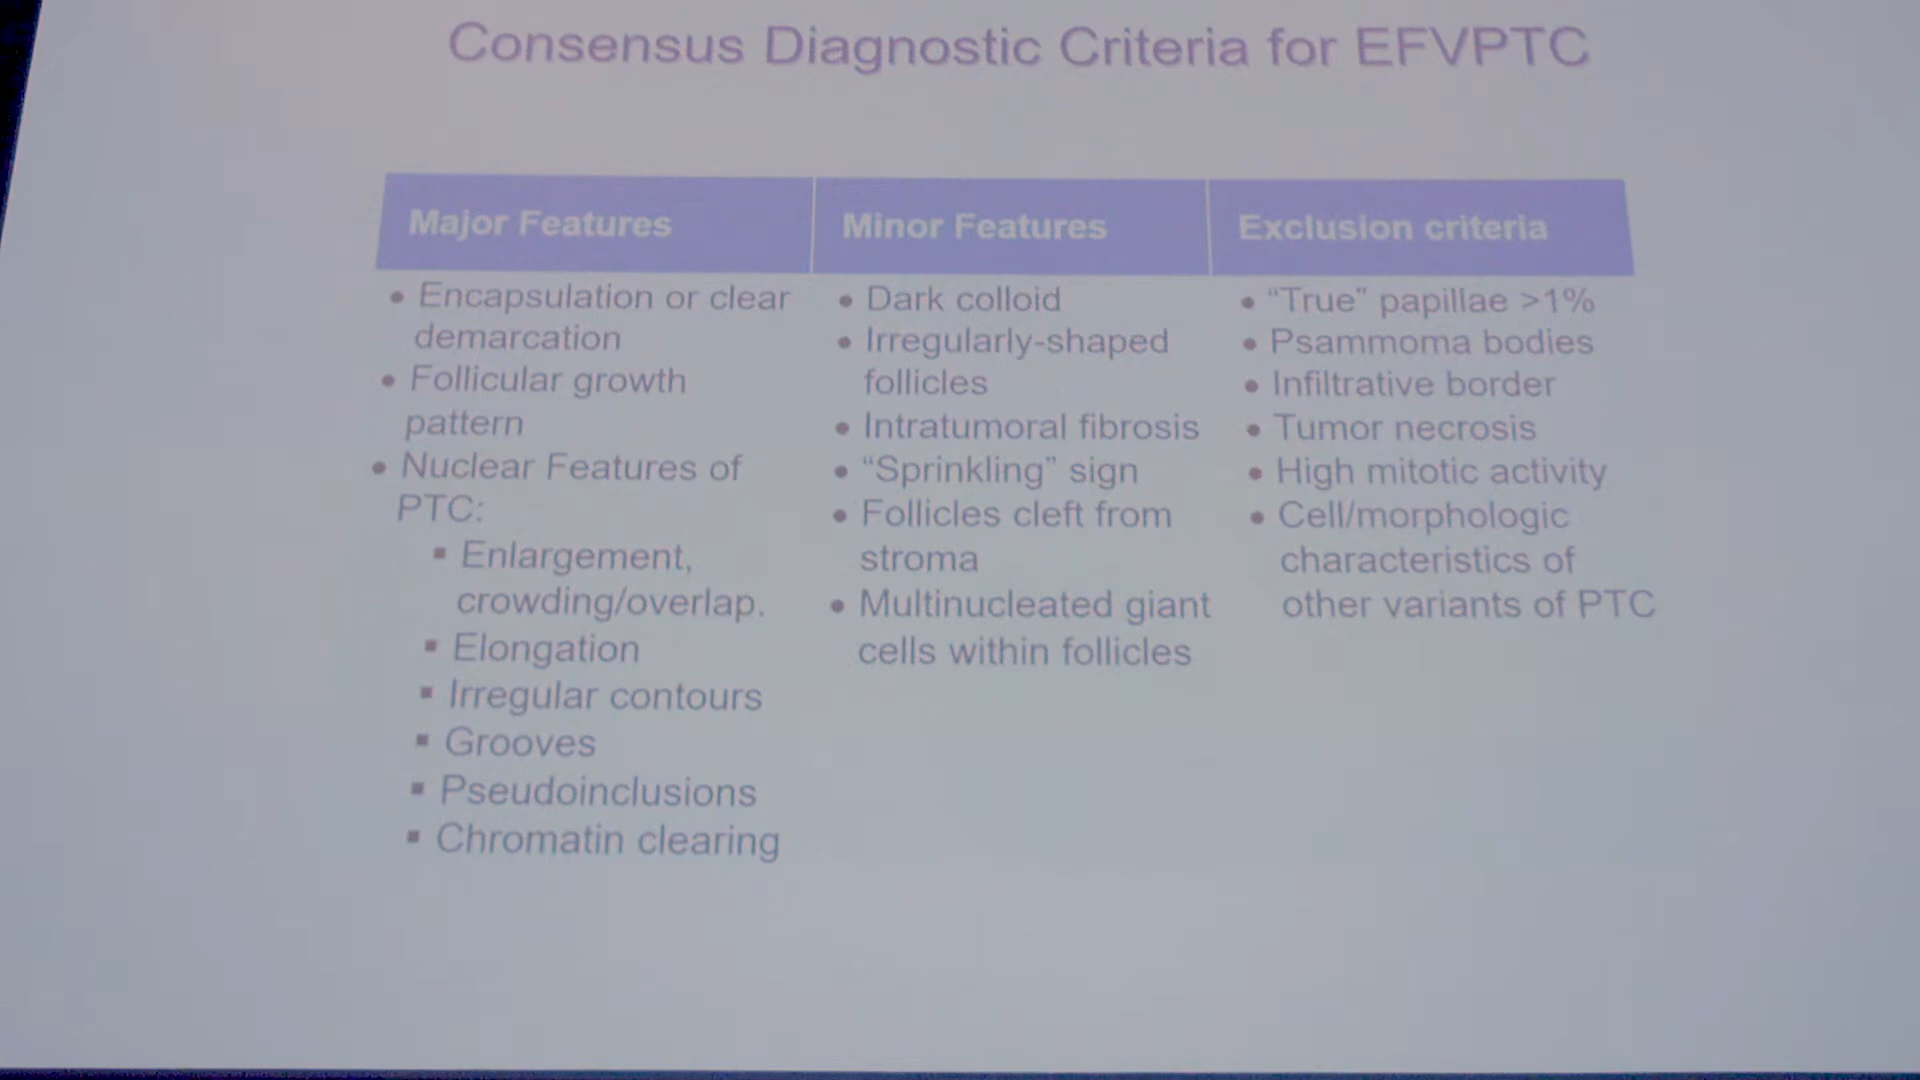 Consensus Diagnostic Criteria for EFVPTC
Major Features
• Encapsulation or clear
demarcation
• Follicular growth
pattern
• Nuclear Features of
PTC:
▪ Enlargement,
crowding/overlap.
▪ Elongation
▪ Irregular contours
▪ Grooves
▪ Pseudoinclusions
▪ Chromatin clearing
Minor Features
• Dark colloid
• Irregularly-shaped
follicles
• Intratumoral fibrosis
• “Sprinkling” sign
• Follicles cleft from
stroma
• Multinucleated giant
cells within follicles
Exclusion criteria
• “True” papillae >1%
• Psammoma bodies
• Infiltrative border
• Tumor necrosis
• High mitotic activity
• Cell/morphologic
characteristics of
other variants of PTC